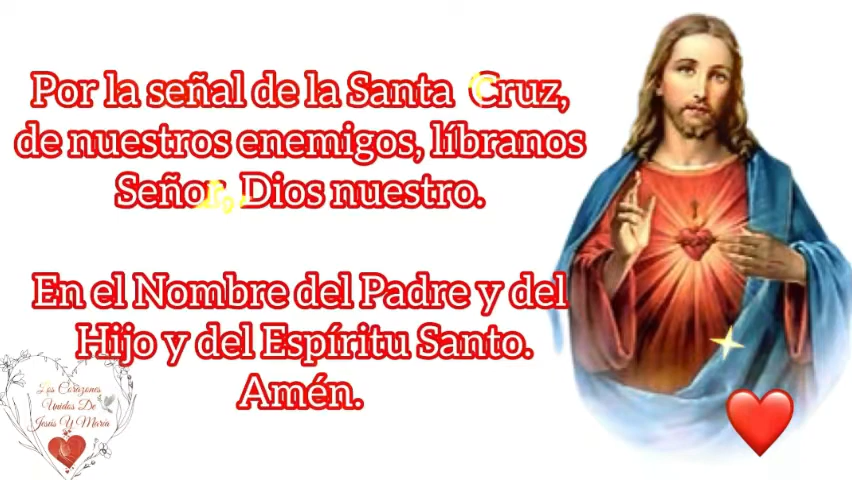 Por la señal de la Santa Cruz,
de nuestros enemigos, líbranos
Señor, Dios nuestro.
En el Nombre del Padre y del
Hijo y del Espíritu Santo.
Amén.
Los Corazones
Unidos De
Jesús Y María